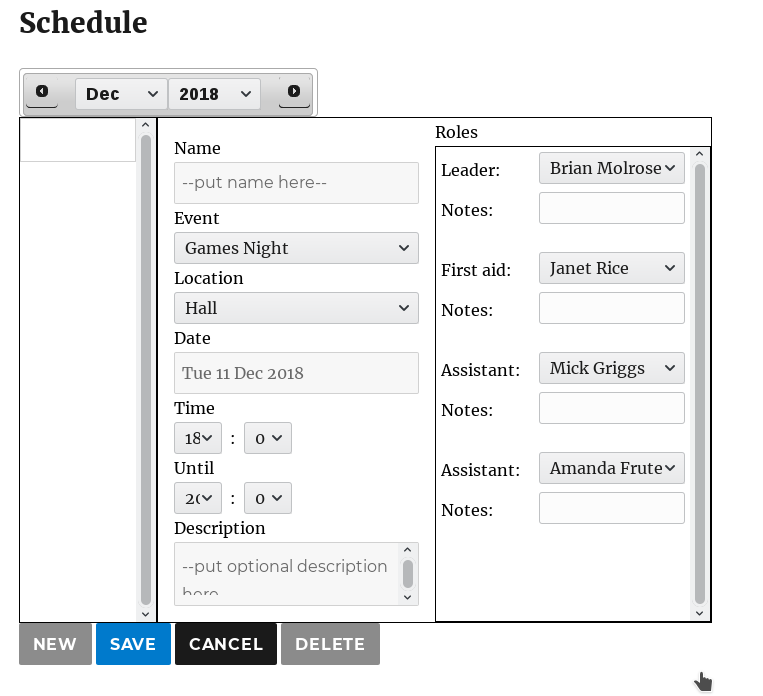 Schedule
Dec 2018
Name
--put name here--
Event
Games Night
Location
Hall
Date
Tue 11 Dec 2018
Time
18 : 0
Until
: 0
Description
--put optional description
here
Roles
Leader: Brian Molrose
Notes:
First aid: Janet Rice
Notes:
Assistant: Mick Griggs
Notes:
Assistant: Amanda Frute
Notes:
NEW SAVE CANCEL DELETE